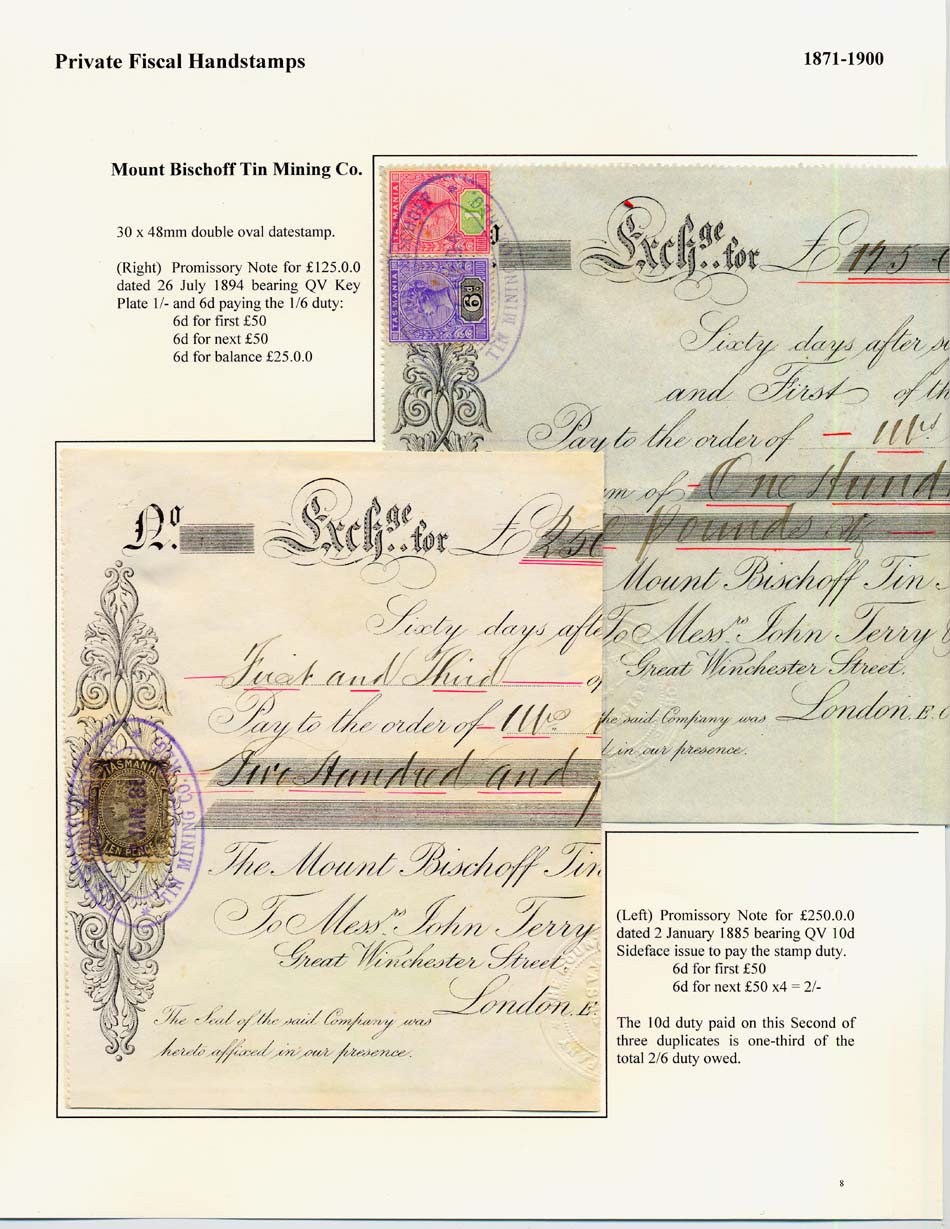 Private Fiscal Handstamps
1871-1900
Mount Bischoff Tin Mining Co.
30 x 48mm double oval datestamp.
(Right) Promissory Note for £125.0.0
dated 26 July 1894 bearing QV Key
Plate 1/- and 6d paying the 1/6 duty:
6d for first £50
6d for next £50
6d for balance £25.0.0
TASMANIA
TASMANIA
6d
TIN MINING
Exchge.. for £
Sixty days after
and First of
Pay to the order of
of One Hund
pounds
Mount Bischoff Tin
To Messrs. John Terry
Great Winchester Street.
London. E.
the said Company was
in our presence.
No. Exchge.. for £250
Sixty days afte
First and Third
Pay to the order of
Two Hundred and
TASMANIA
TEN PENCE
JAN. 85
TIN MINING CO.
The Mount Bischoff Tin
To Messrs. John Terry
Great Winchester Street.
London. E.
The Seal of the said Company was
hereto affixed in our presence.
(Left) Promissory Note for £250.0.0
dated 2 January 1885 bearing QV 10d
Sideface issue to pay the stamp duty.
6d for first £50
6d for next £50 x4 = 2/-
The 10d duty paid on this Second of
three duplicates is one-third of the
total 2/6 duty owed.
8